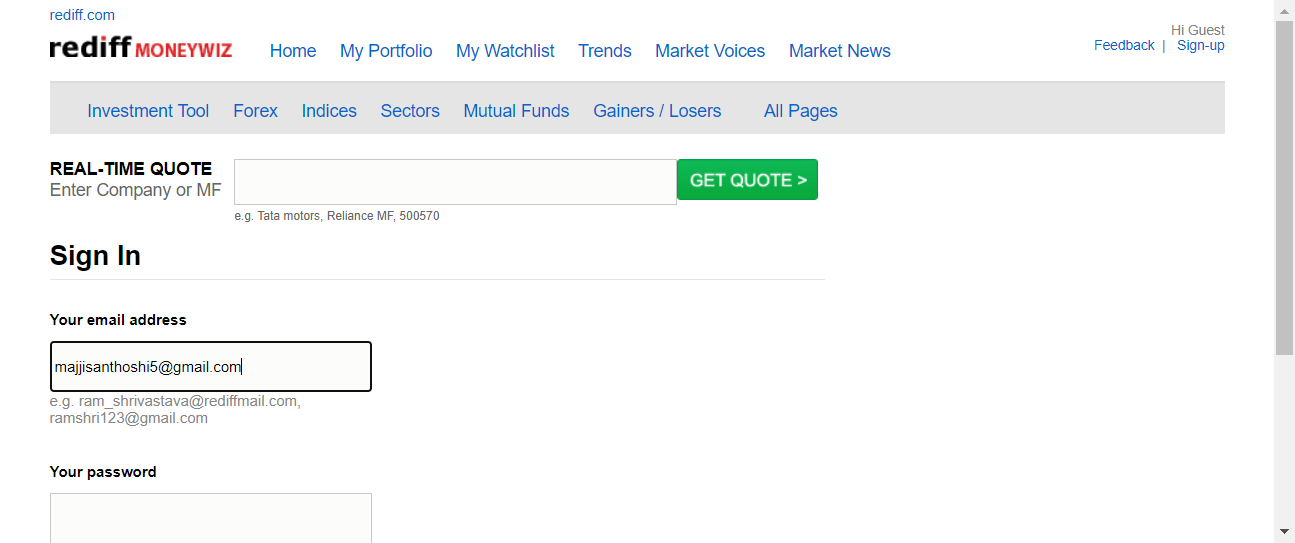 rediff.com
rediff MONEYWIZ
Home My Portfolio My Watchlist Trends Market Voices Market News
Hi Guest
Feedback | Sign-up
Investment Tool Forex Indices Sectors Mutual Funds Gainers / Losers All Pages
REAL-TIME QUOTE
Enter Company or MF
GET QUOTE >
e.g. Tata motors, Reliance MF, 500570
Sign In
Your email address
majjisanthoshi5@gmail.com
e.g. ram_shrivastava@rediffmail.com,
ramshri123@gmail.com
Your password